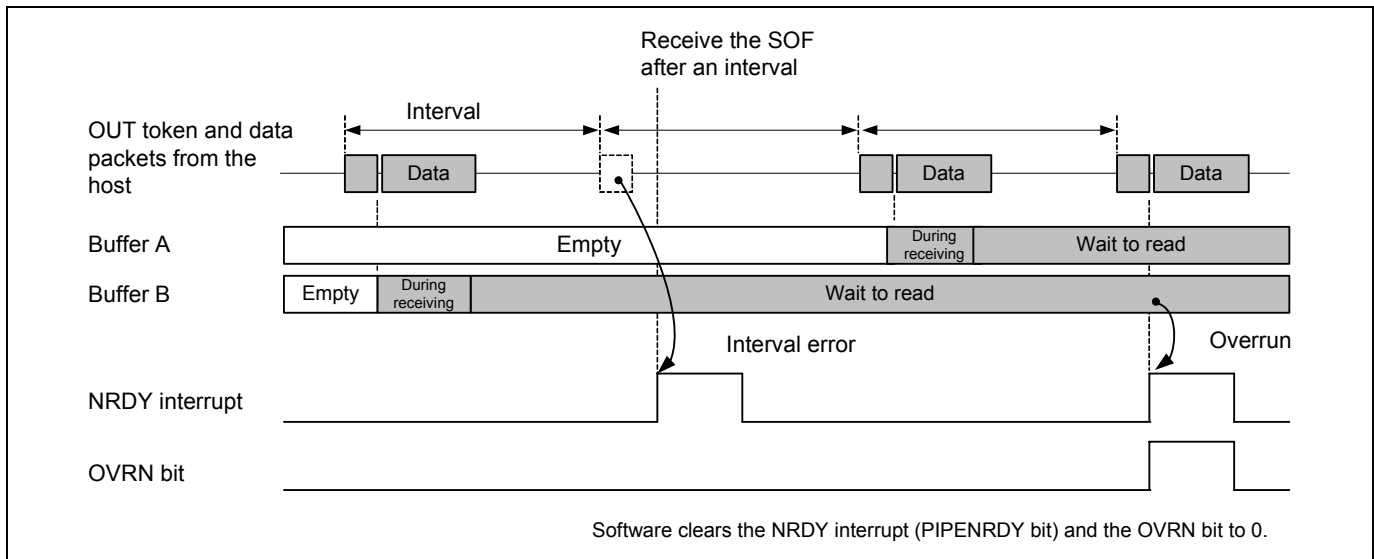 Receive the SOF
after an interval
Interval
OUT token and data
packets from the
host
Data
Data
Data
Buffer A
Empty
During
receiving
Wait to read
Buffer B
Empty
During
receiving
Wait to read
Interval error
Overrun
NRDY interrupt
OVRN bit
Software clears the NRDY interrupt (PIPENRDY bit) and the OVRN bit to 0.